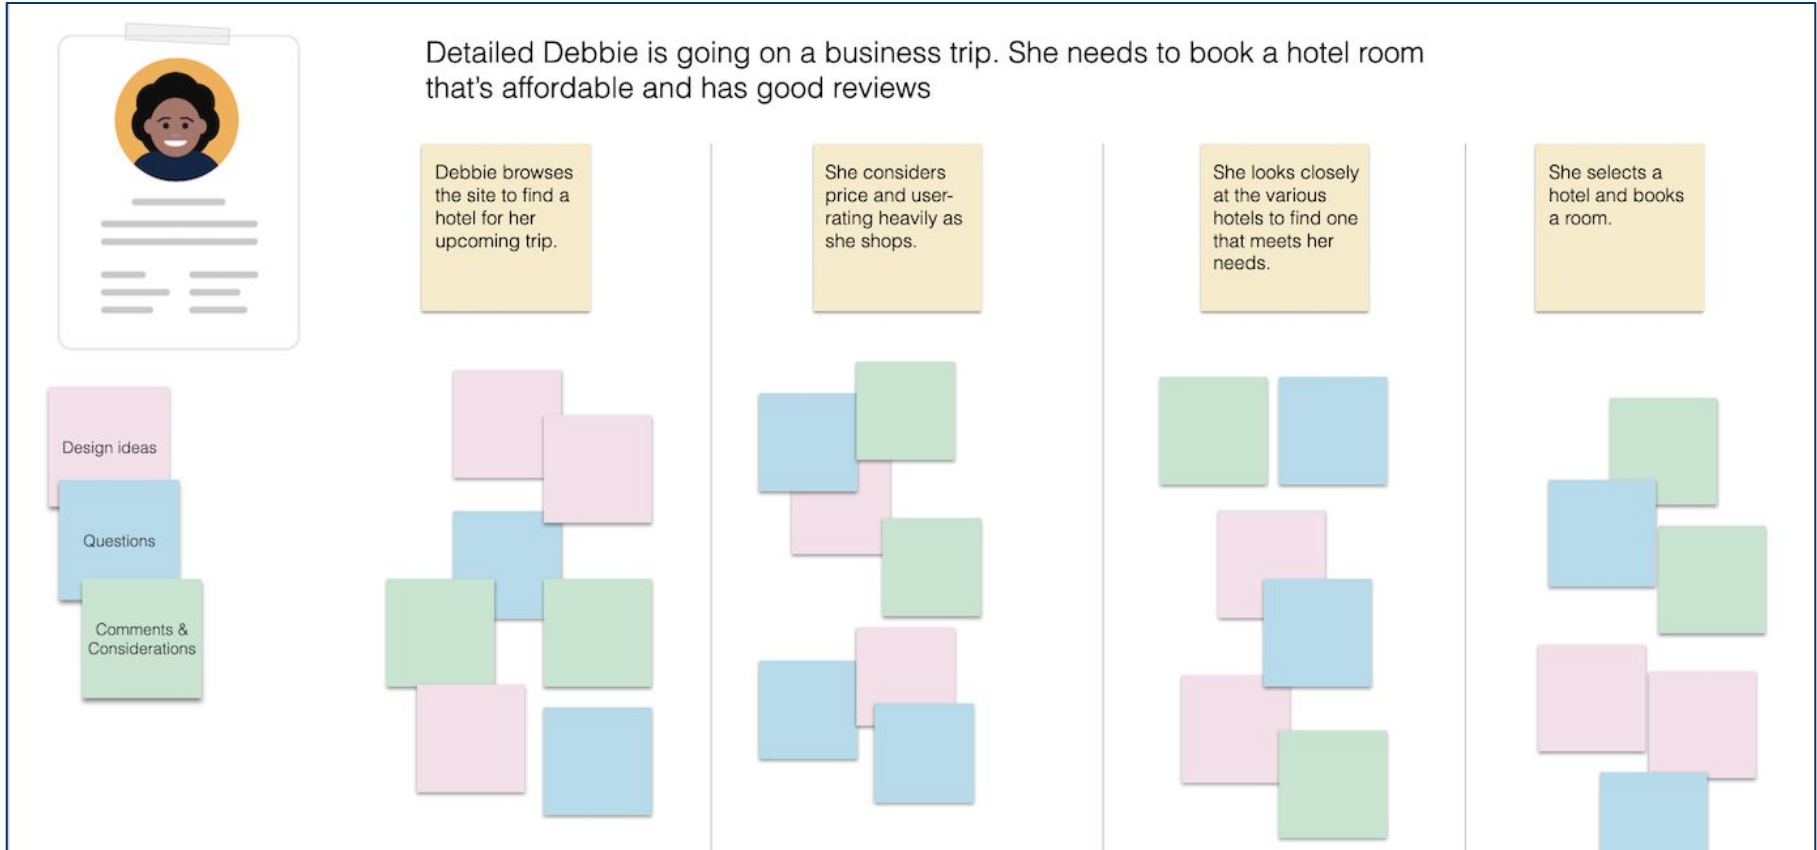 Detailed Debbie is going on a business trip. She needs to book a hotel room
that's affordable and has good reviews
Debbie browses
the site to find a
hotel for her
upcoming trip.
She considers
price and user-
rating heavily as
she shops.
She looks closely
at the various
hotels to find one
that meets her
needs.
She selects a
hotel and books
a room.
Design ideas
Questions
Comments &
Considerations